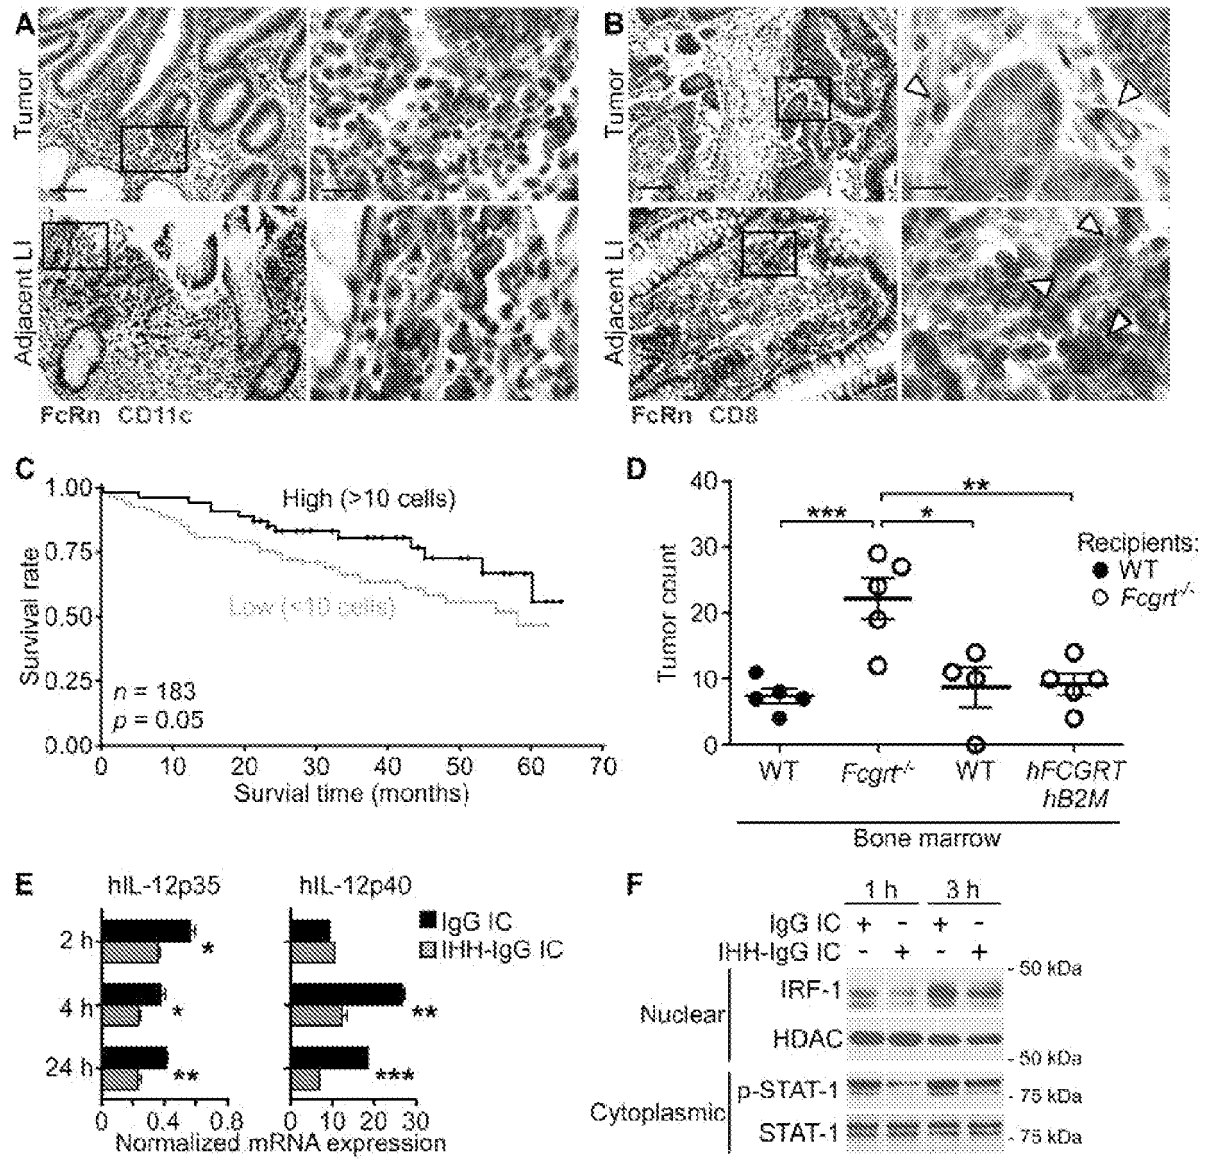 A
Tumor
Adjacent LI
FcRn CD11c
B
Tumor
Adjacent LI
FcRn CD8
C
1.00
0.75
0.50
0.25
0.00
Survival rate
High (>10 cells)
Low (<10 cells)
n = 183
p = 0.05
0 10 20 30 40 50 60 70
Survial time (months)
D
40
30
20
10
0
Tumor count
*** * **
Recipients:
WT
Fcgrt-/-
WT Fcgrt-/- WT hFCGRT
hB2M
Bone marrow
E
hIL-12p35 hIL-12p40
IgG IC
IHH-IgG IC
2 h *
4 h * **
24 h ** ***
0 0.4 0.8 0 10 20 30
Normalized mRNA expression
F
1 h 3 h
IgG IC + - + -
IHH-IgG IC - + - +
- 50 kDa
Nuclear
IRF-1
HDAC
- 50 kDa
Cytoplasmic
p-STAT-1 - 75 kDa
STAT-1 - 75 kDa